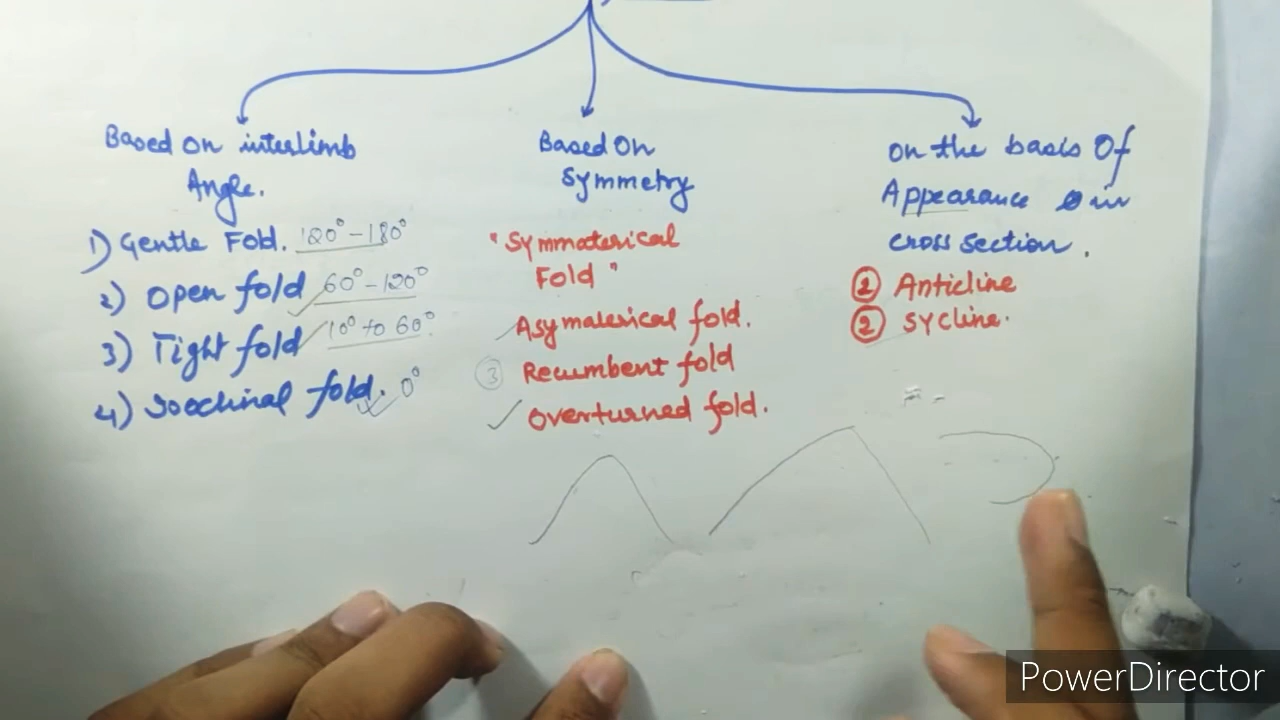 Based on interlimb
Angle.
1) Gentle Fold. 120° - 180°
2) Open fold 60° - 120°
3) Tight fold 10° to 60°
4) Isoclinal fold. 0°
Based On
Symmetry
"Symmaterical
Fold"
Asymaterical fold.
3 Recumbent fold
Overturned fold.
on the basis Of
Appearance in
cross section.
1 Anticline
2 Sycline.
PowerDirector